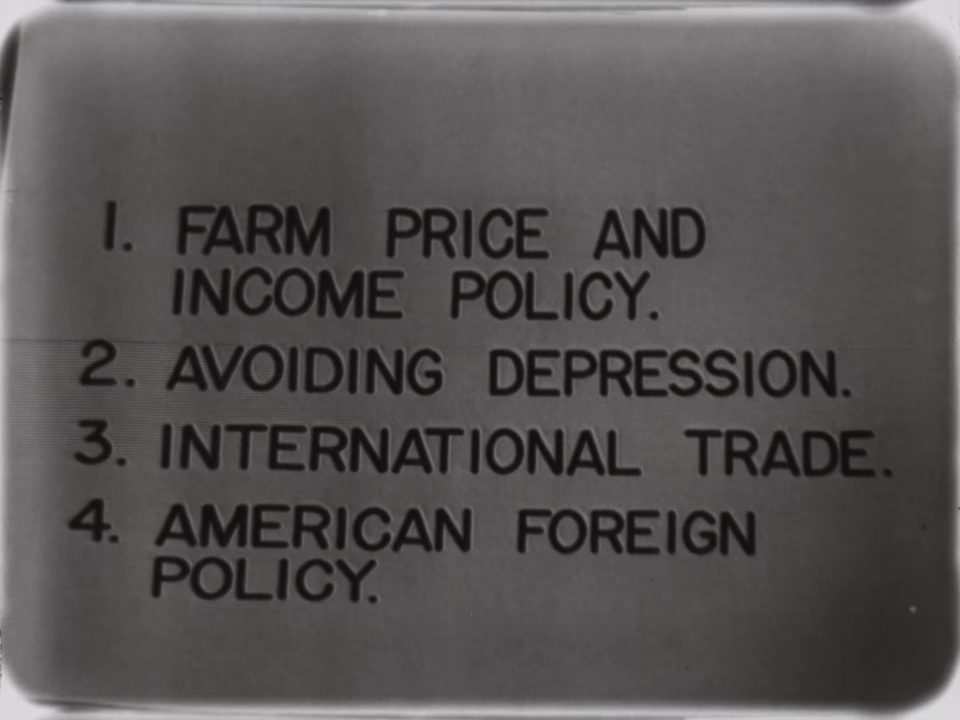 1. FARM PRICE AND
INCOME POLICY.
2. AVOIDING DEPRESSION.
3. INTERNATIONAL TRADE.
4. AMERICAN FOREIGN
POLICY.